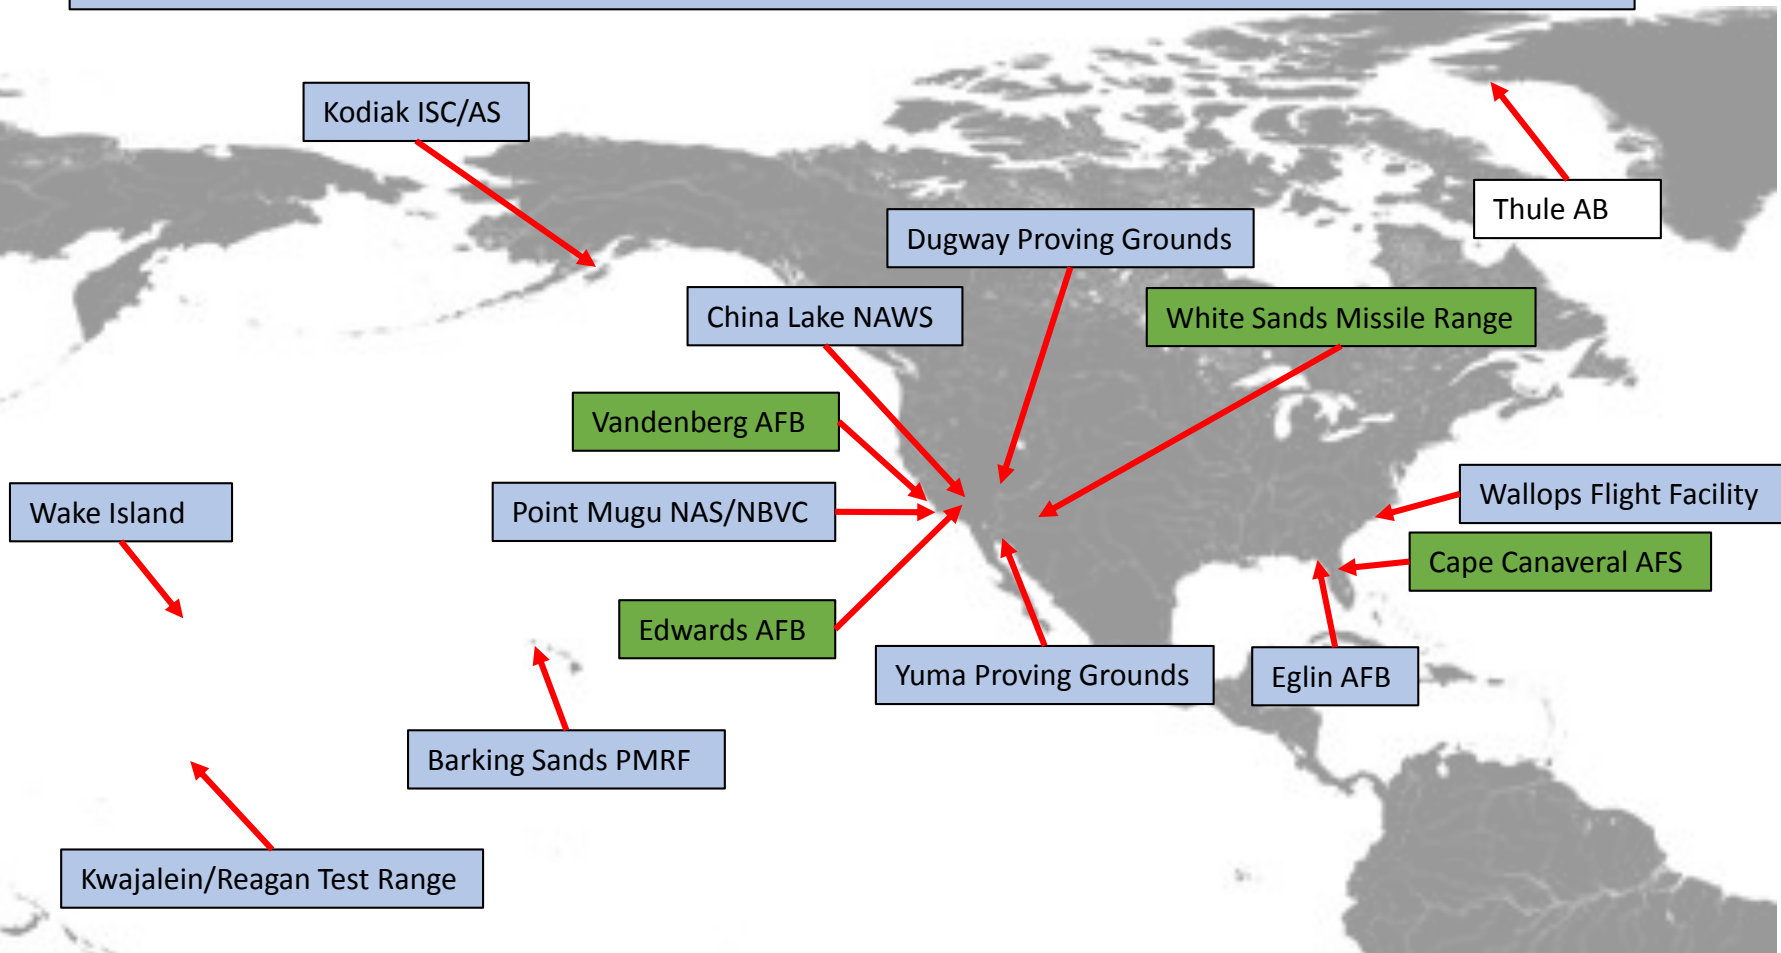 Kodiak ISC/AS
Thule AB
Dugway Proving Grounds
China Lake NAWS
White Sands Missile Range
Vandenberg AFB
Wake Island
Point Mugu NAS/NBVC
Wallops Flight Facility
Cape Canaveral AFS
Edwards AFB
Yuma Proving Grounds
Eglin AFB
Barking Sands PMRF
Kwajalein/Reagan Test Range